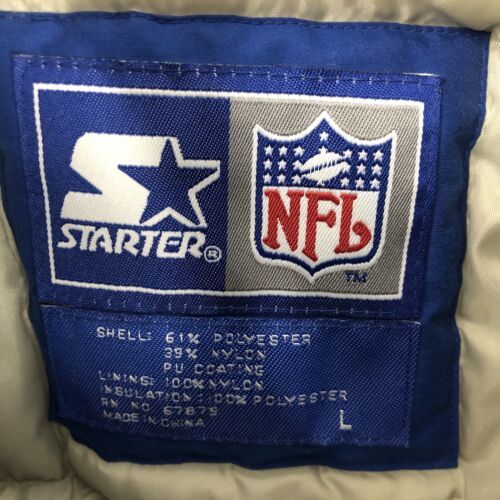 STARTER®
NFL
TM
SHELL: 61% POLYESTER
39% NYLON
PU COATING
LINING: 100% NYLON
INSULATION: 100% POLYESTER
RN NO 67875
MADE IN CHINA
L